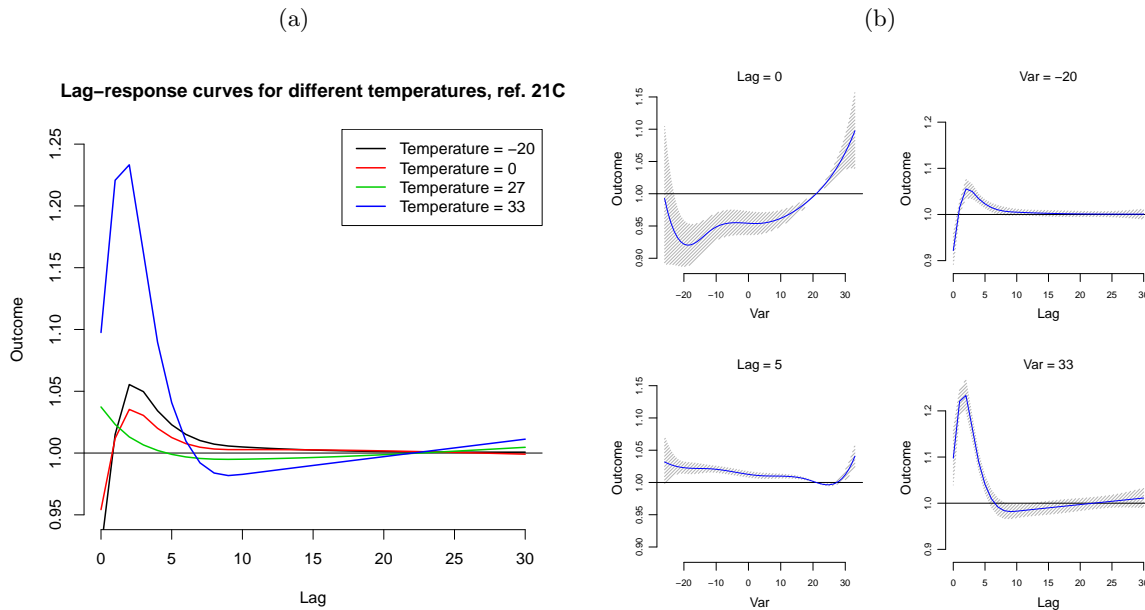 (a)
Lag−response curves for different temperatures, ref. 21C
Temperature = −20
Temperature = 0
Temperature = 27
Temperature = 33
Outcome
1.25
1.20
1.15
1.10
1.05
1.00
0.95
0 5 10 15 20 25 30
Lag
(b)
Lag = 0
Outcome
1.15
1.10
1.05
1.00
0.95
0.90
−20 −10 0 10 20 30
Var
Var = −20
Outcome
1.2
1.1
1.0
0.9
0 5 10 15 20 25 30
Lag
Lag = 5
Outcome
1.15
1.10
1.05
1.00
0.95
0.90
−20 −10 0 10 20 30
Var
Var = 33
Outcome
1.2
1.1
1.0
0.9
0 5 10 15 20 25 30
Lag